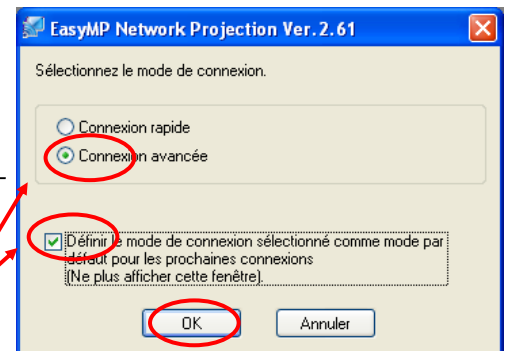 EasyMP Network Projection Ver.2.61
Sélectionnez le mode de connexion.
Connexion rapide
Connexion avancée
Définir le mode de connexion sélectionné comme mode par
défaut pour les prochaines connexions
(Ne plus afficher cette fenêtre).
OK
Annuler